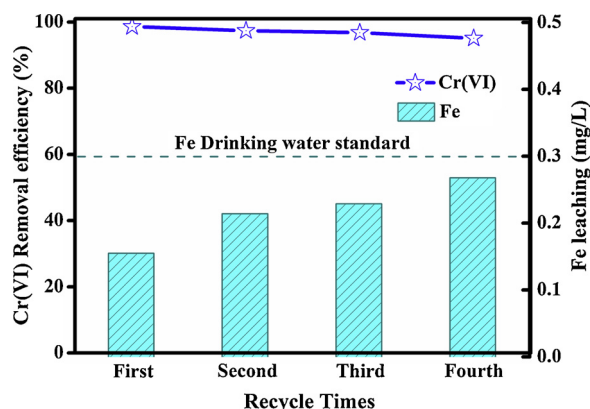 Cr(VI) Removal efficiency (%)
100
80
60
40
20
0
Cr(VI)
Fe
Fe Drinking water standard
0.5
0.4
0.3
0.2
0.1
0.0
Fe leaching (mg/L)
First Second Third Fourth
Recycle Times